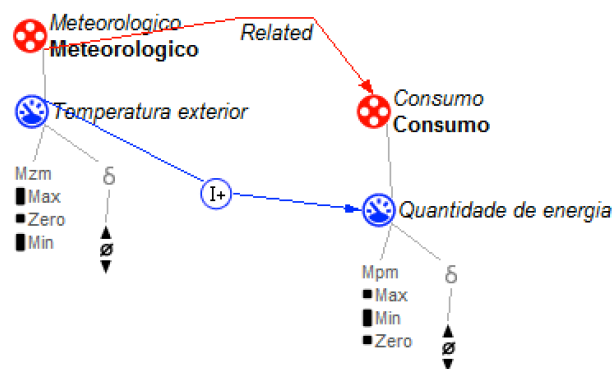 Meteorologico
Meteorologico
Related
Temperatura exterior
Consumo
Consumo
Mzm
δ
Max
Zero
Min
I+
Quantidade de energia
Mpm
δ
Max
Min
Zero